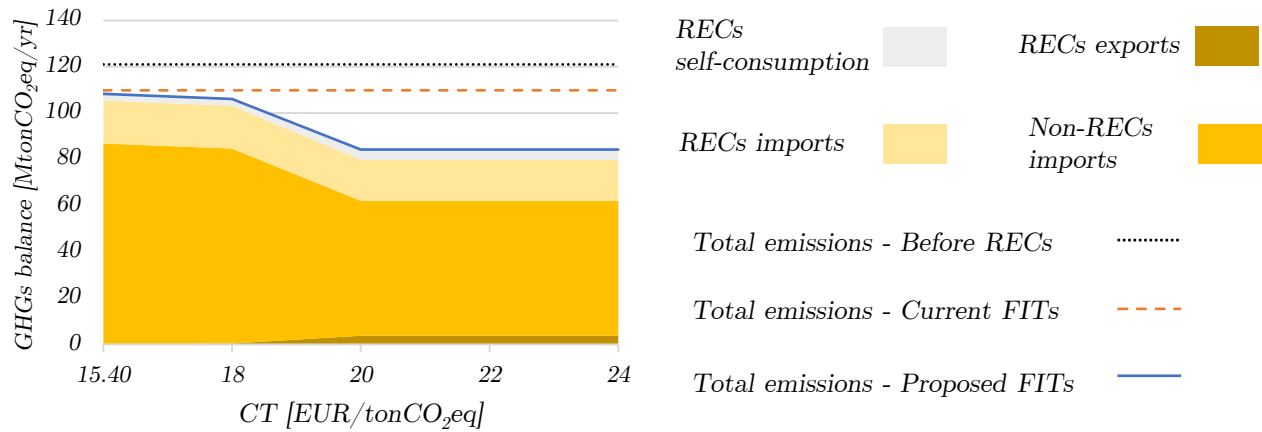 140
120
100
80
60
40
20
0
GHGs balance [MtonCO₂eq/yr]
15.40 18 20 22 24
CT [EUR/tonCO₂eq]
RECs
self-consumption
RECs exports
RECs imports
Non-RECs
imports
Total emissions - Before RECs
Total emissions - Current FITs
Total emissions - Proposed FITs